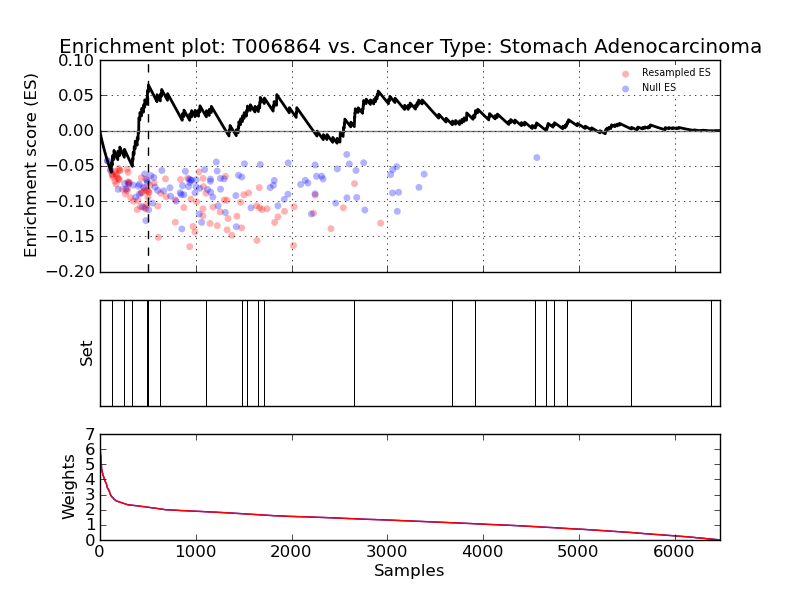 Enrichment plot: T006864 vs. Cancer Type: Stomach Adenocarcinoma
Enrichment score (ES)
0.10
0.05
0.00
−0.05
−0.10
−0.15
−0.20
Resampled ES
Null ES
Set
Weights
7
6
5
4
3
2
1
0
0 1000 2000 3000 4000 5000 6000
Samples